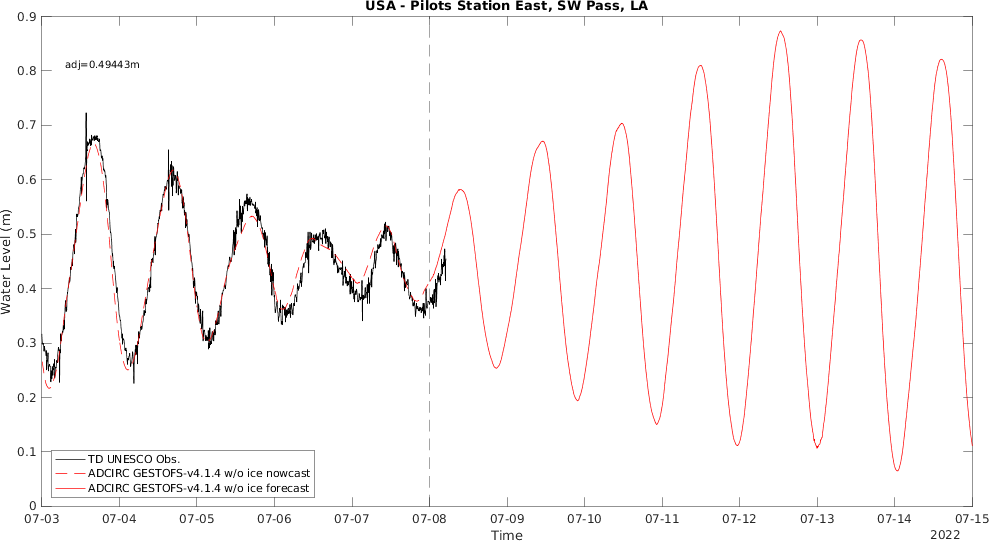 USA - Pilots Station East, SW Pass, LA
adj=0.49443m
Water Level (m)
0.9
0.8
0.7
0.6
0.5
0.4
0.3
0.2
0.1
0
TD UNESCO Obs.
ADCIRC GESTOFS-v4.1.4 w/o ice nowcast
ADCIRC GESTOFS-v4.1.4 w/o ice forecast
07-03 07-04 07-05 07-06 07-07 07-08 07-09 07-10 07-11 07-12 07-13 07-14 07-15
Time
2022